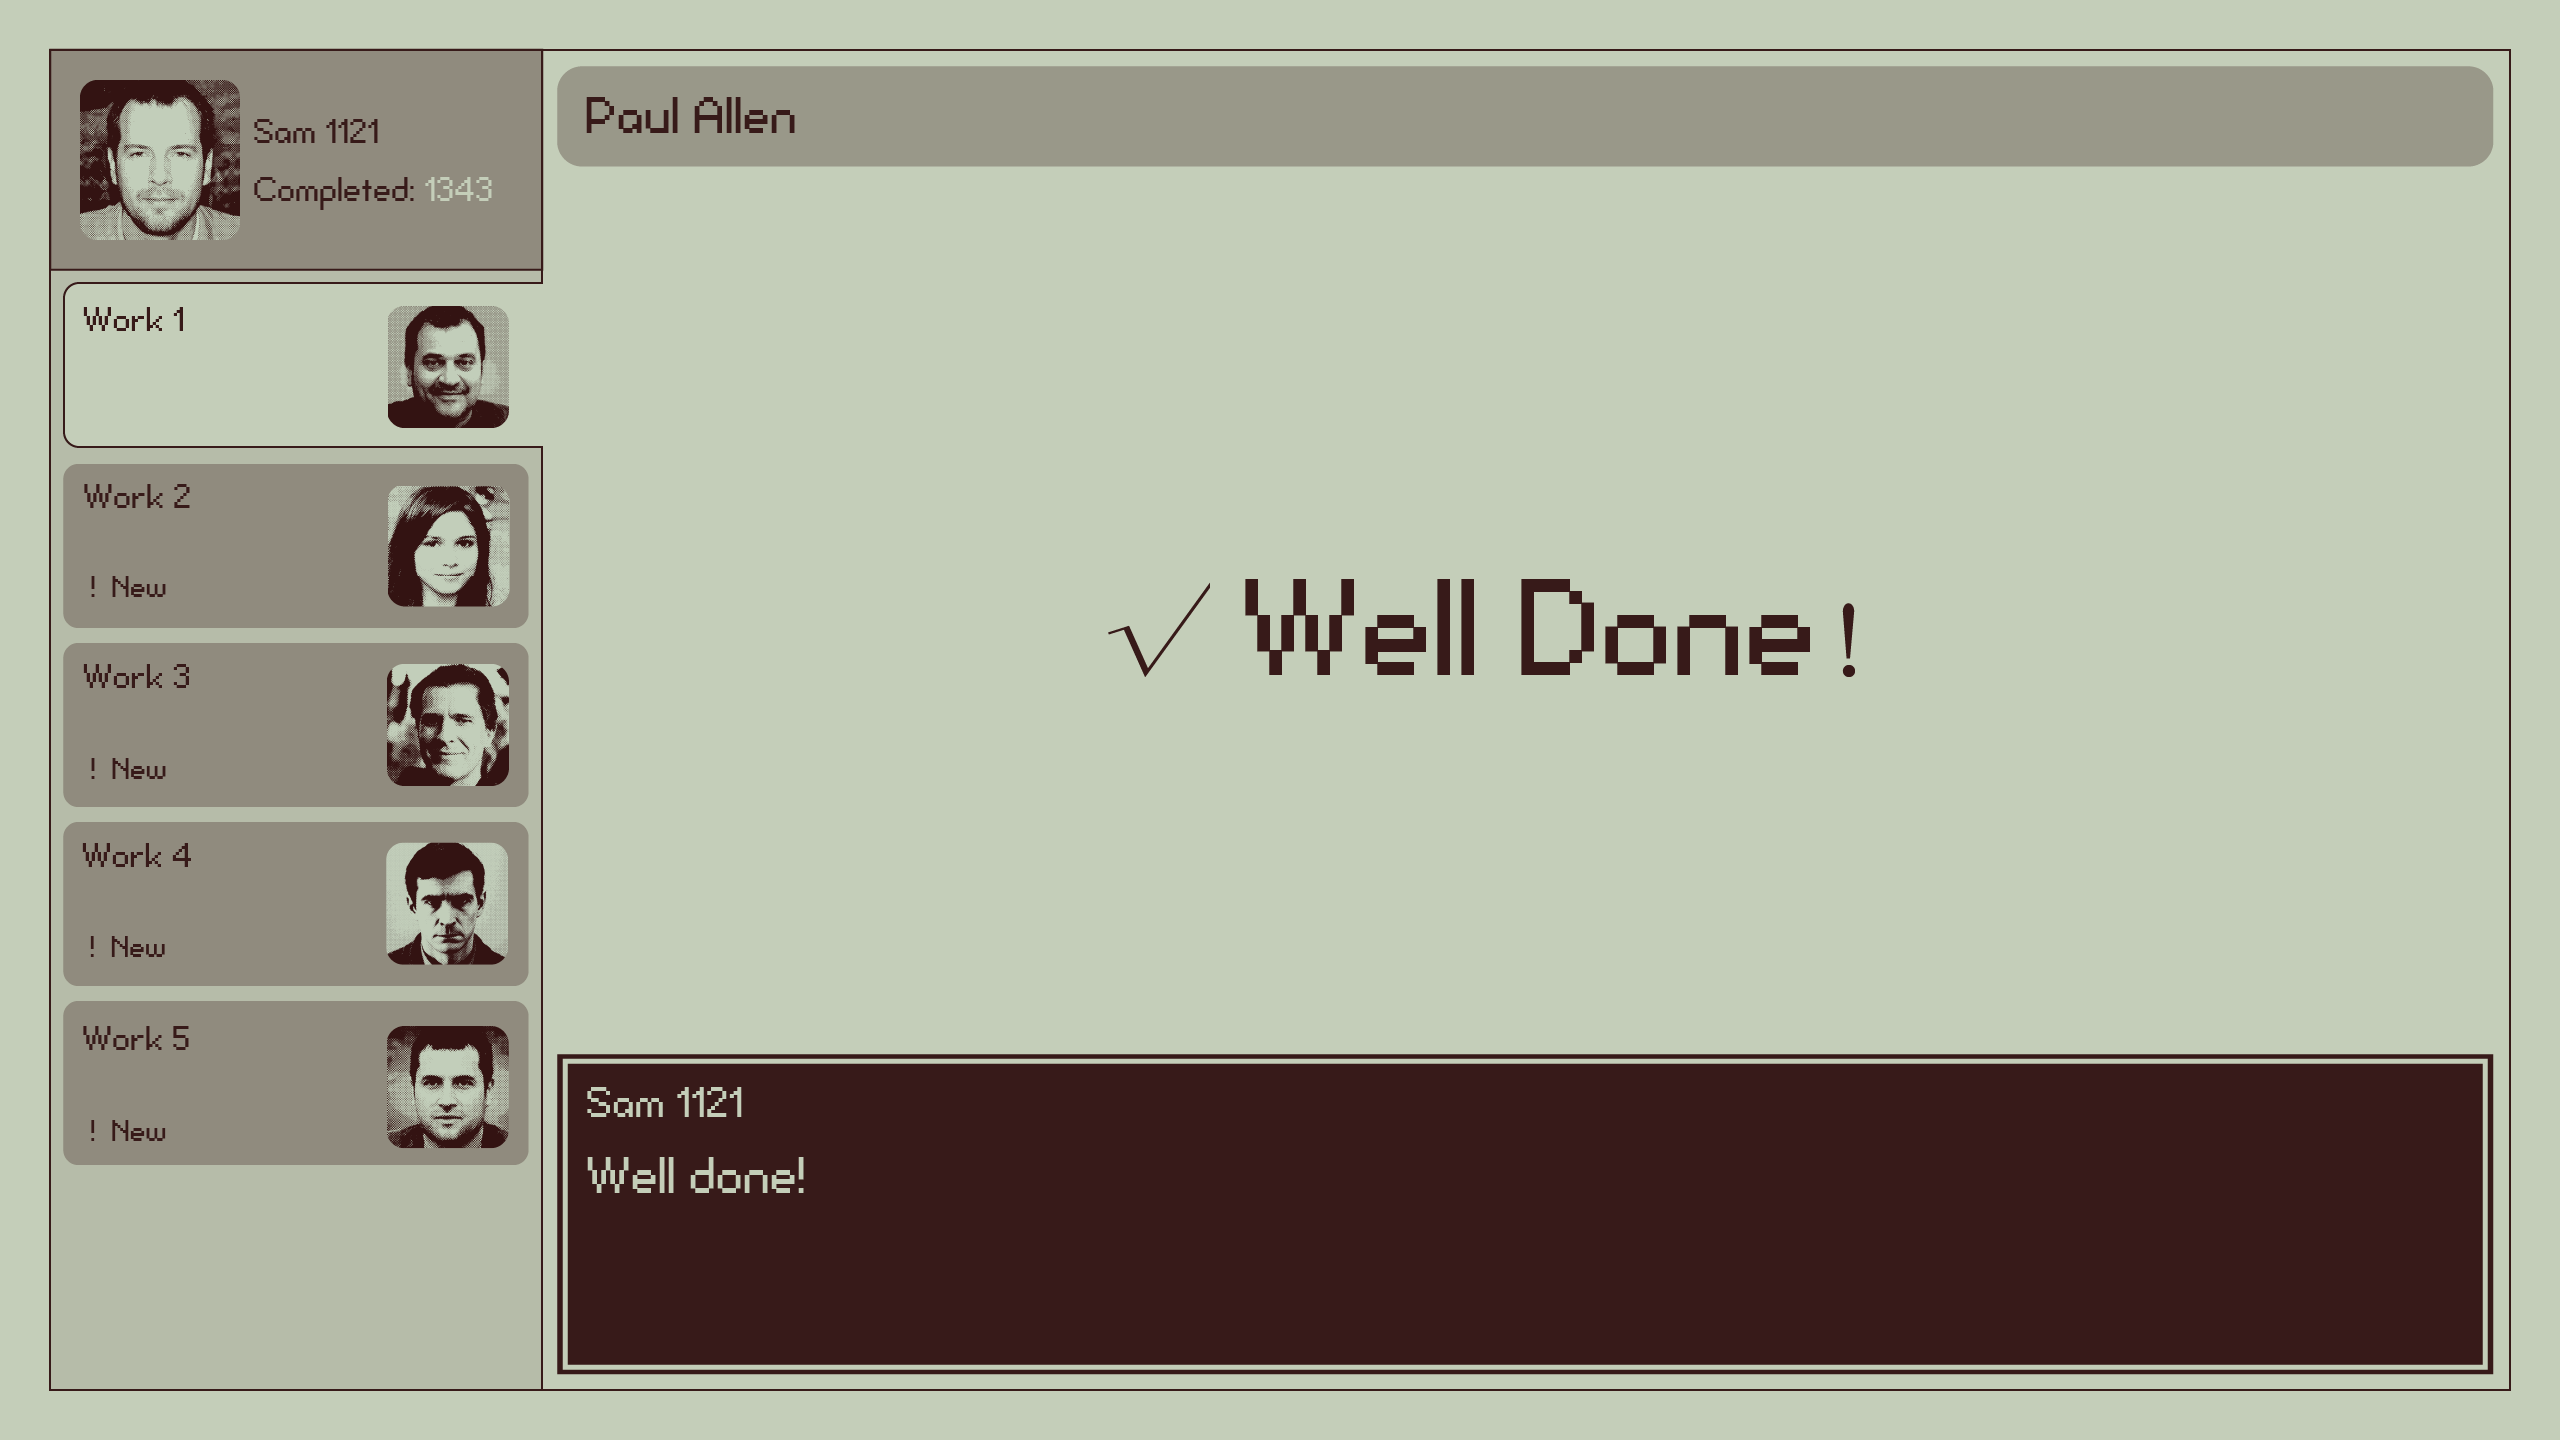 Sam 1121
Completed: 1343
Work 1
Work 2
! New
Work 3
! New
Work 4
! New
Work 5
! New
Paul Allen
√ Well Done !
Sam 1121
Well done!